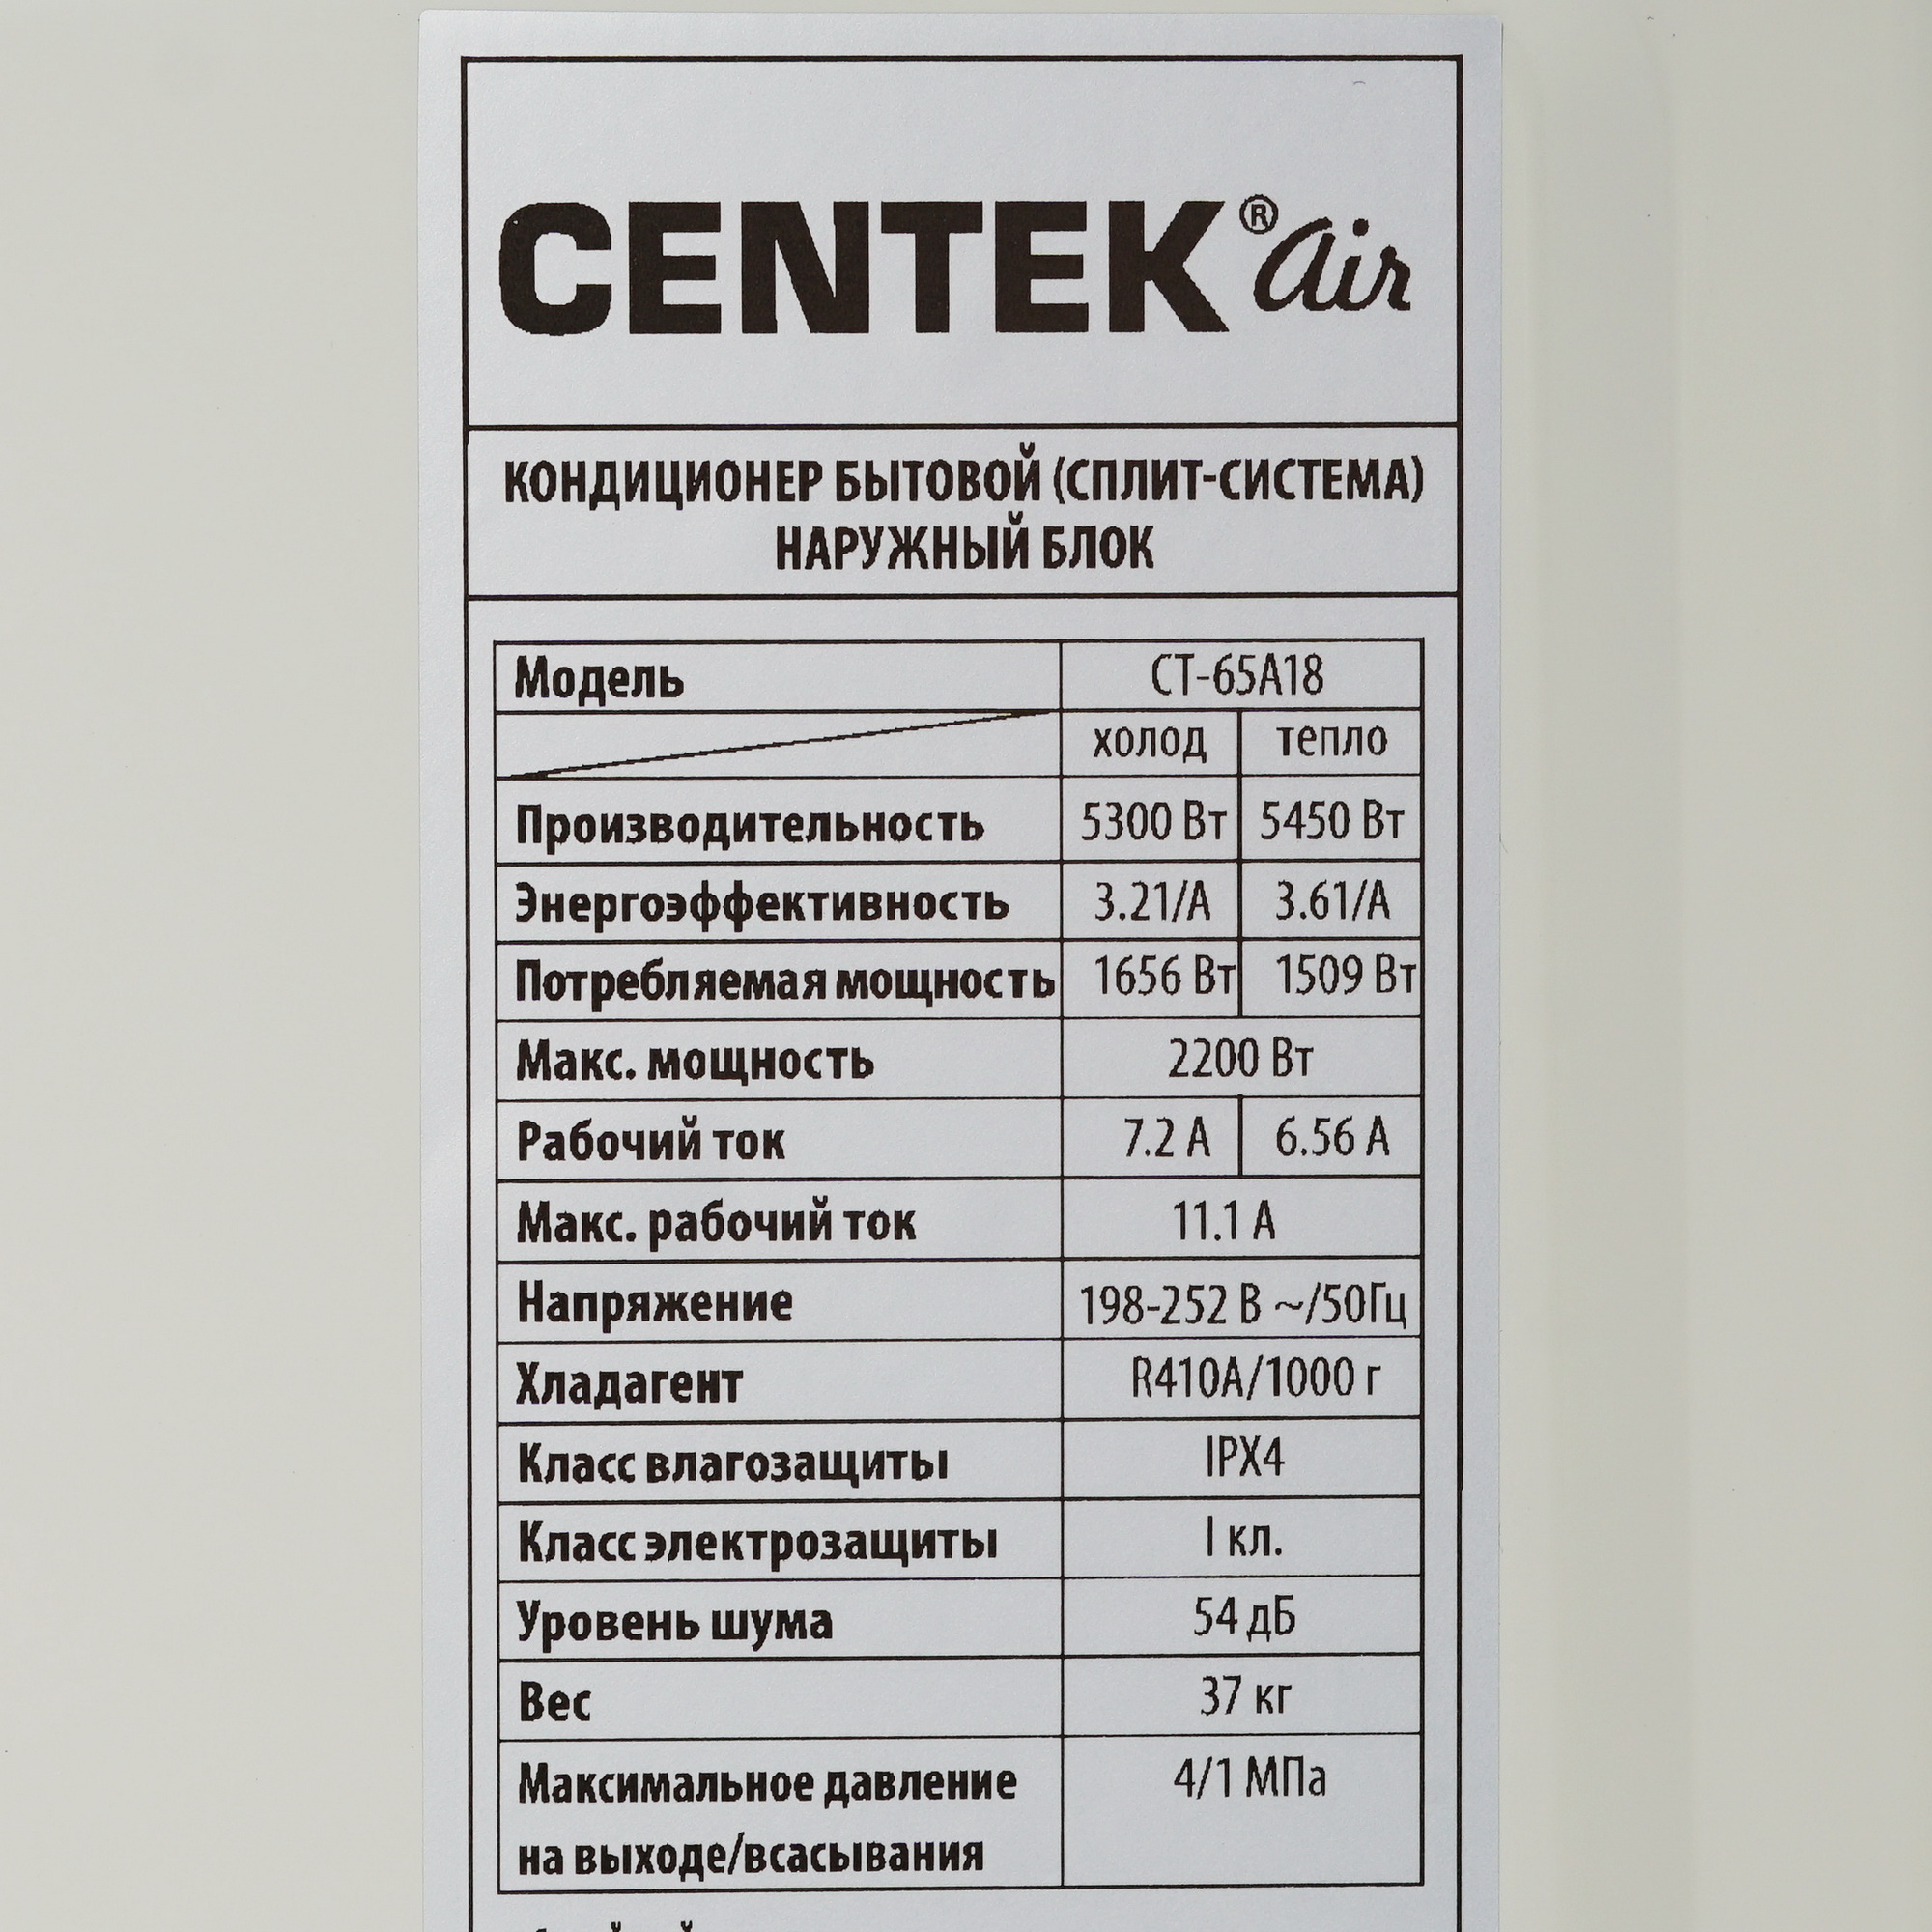 CENTEK® air
КОНДИЦИОНЕР БЫТОВОЙ (СПЛИТ-СИСТЕМА)
НАРУЖНЫЙ БЛОК
Модель СТ-65А18
холод тепло
Производительность 5300 Вт 5450 Вт
Энергоэффективность 3.21/А 3.61/А
Потребляемая мощность 1656 Вт 1509 Вт
Макс. мощность 2200 Вт
Рабочий ток 7.2 А 6.56 А
Макс. рабочий ток 11.1 А
Напряжение 198-252 В ~/50Гц
Хладагент R410A/1000 г
Класс влагозащиты IPX4
Класс электрозащиты I кл.
Уровень шума 54 дБ
Вес 37 кг
Максимальное давление 4/1 МПа
на выходе/всасывания